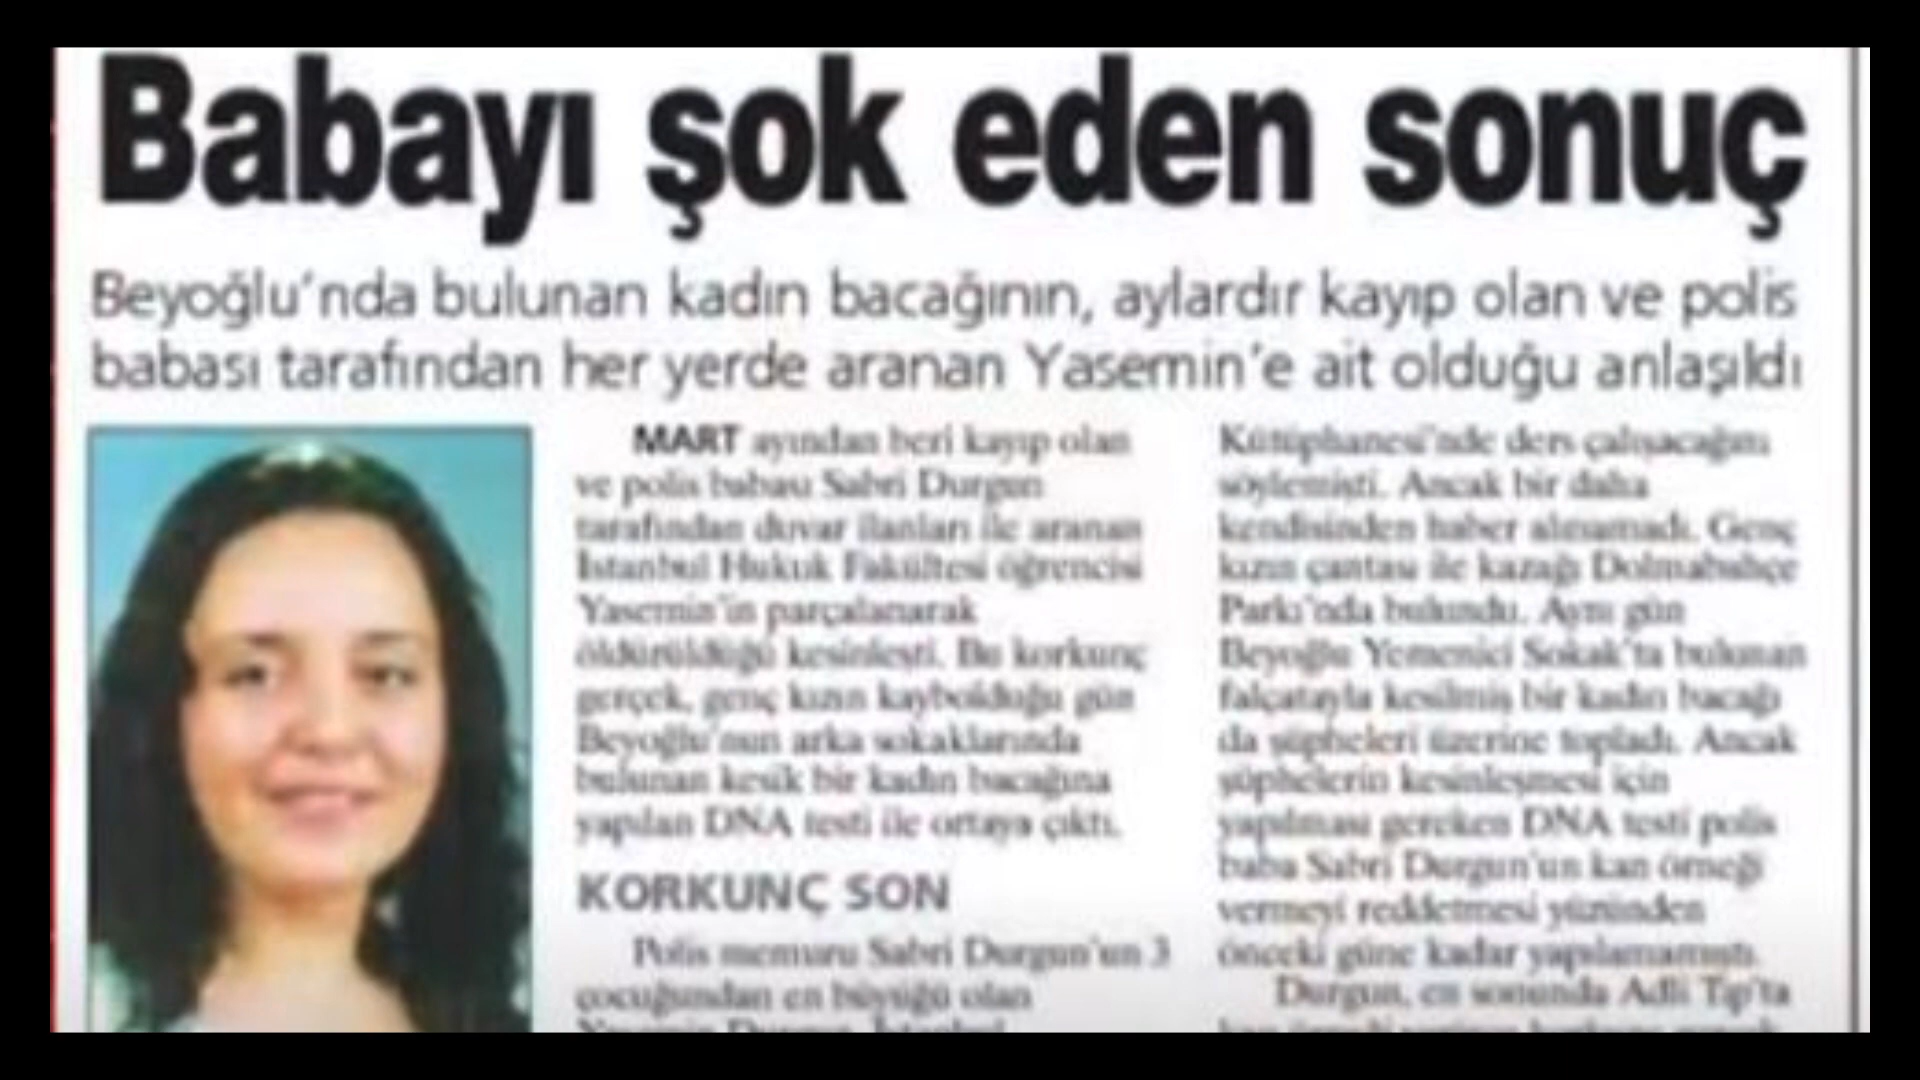 Babayı şok eden sonuç
Beyoğlu'nda bulunan kadın bacağının, aylardır kayıp olan ve polis
babası tarafından her yerde aranan Yasemin'e ait olduğu anlaşıldı
MART ayından beri kayıp olan
ve polis babası Sabri Durgun
tarafından duvar ilanları ile aranan
İstanbul Hukuk Fakültesi öğrencisi
Yasemin'in parçalanarak
öldürüldüğü kesinleşti. Bu korkunç
gerçek, genç kızın kaybolduğu gün
Beyoğlu'nun arka sokaklarında
bulunan kesik bir kadın bacağına
yapılan DNA testi ile ortaya çıktı.
KORKUNÇ SON
Polis memuru Sabri Durgun'un 3
çocuğundan en büyüğü olan
Yasemin Durgun, İstanbul
Kütüphanesi'nde ders çalışacağını
söylemişti. Ancak bir daha
kendisinden haber alınamadı. Genç
kızın çantası ile kazağı Dolmabahçe
Parkı'nda bulundu. Aynı gün
Beyoğlu Yemenici Sokak'ta bulunan
falçatayla kesilmiş bir kadın bacağı
da şüpheleri üzerine topladı. Ancak
şüphelerin kesinleşmesi için
yapılması gereken DNA testi polis
baba Sabri Durgun'un kan örneği
vermeyi reddetmesi yüzünden
önceki güne kadar yapılamamıştı.
Durgun, en sonunda Adli Tıp'ta